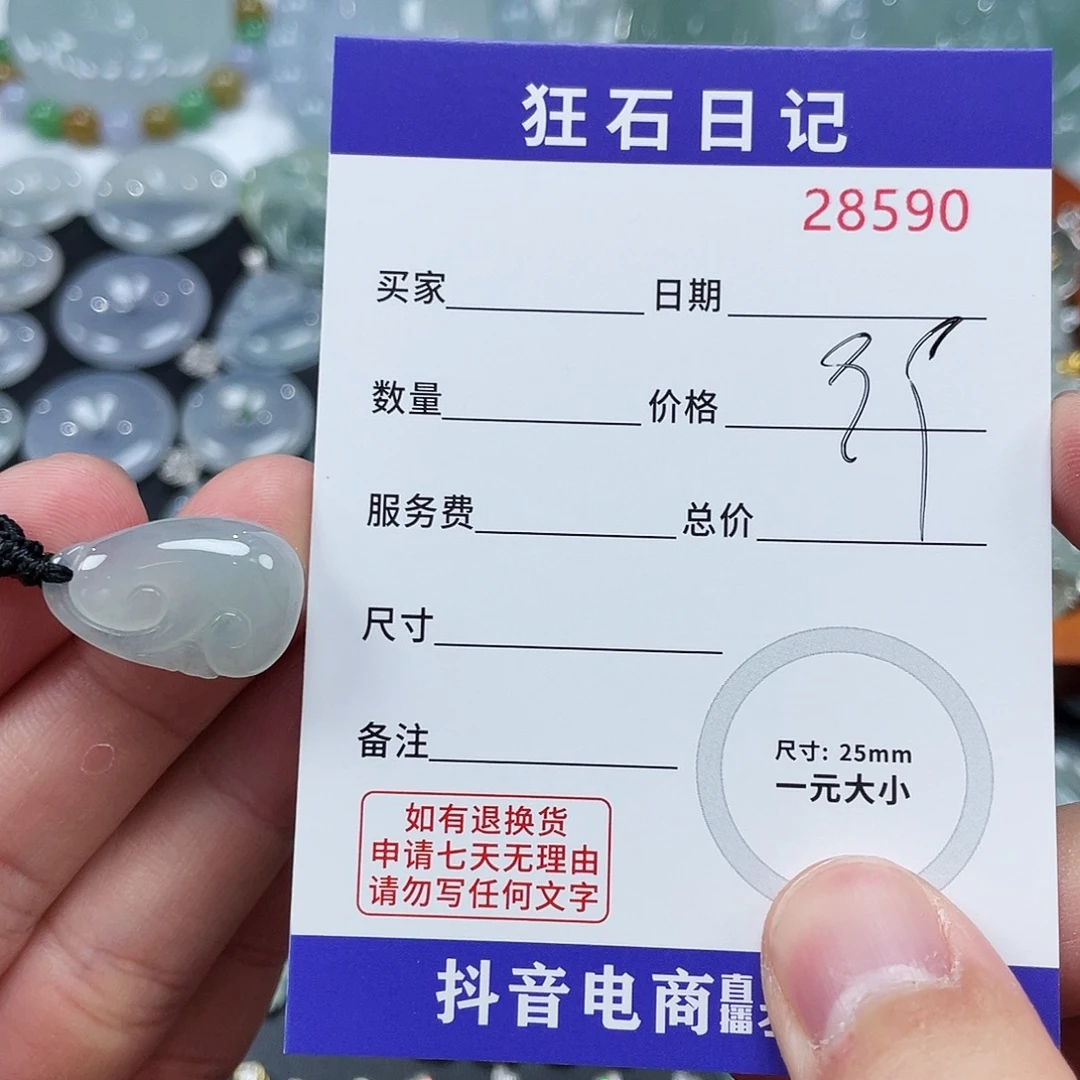 狂石日记
28590
买家 日期
数量 价格
服务费 总价
尺寸
备注
尺寸: 25mm
一元大小
如有退换货
申请七天无理由
请勿写任何文字
抖音电商直播